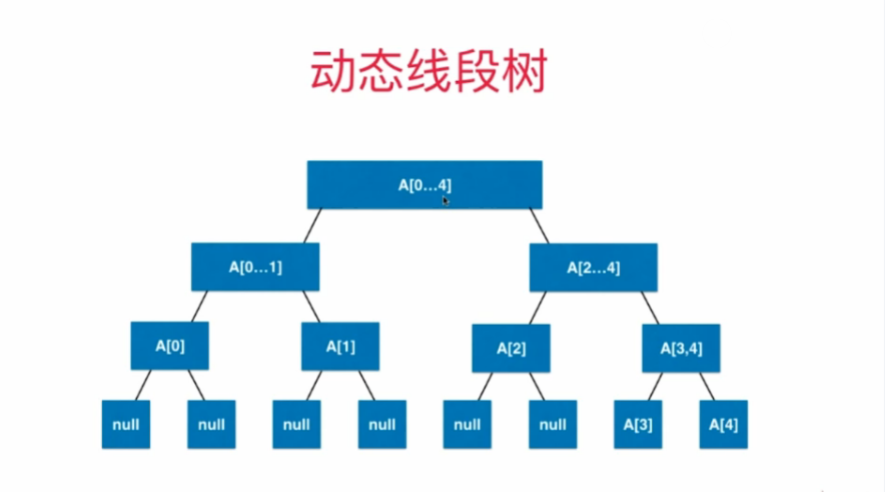 动态线段树
A[0...4]
A[0...1]
A[2...4]
A[0]
A[1]
A[2]
A[3,4]
null
null
null
null
null
null
A[3]
A[4]